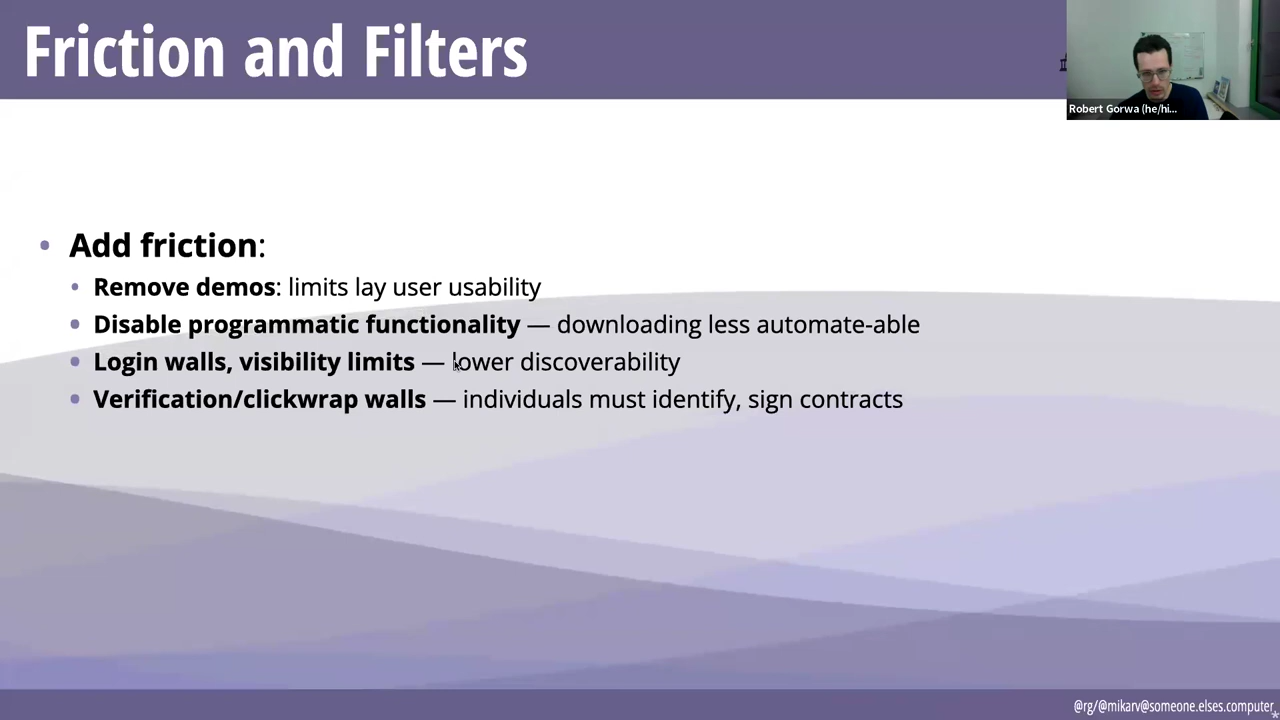 Friction and Filters
Robert Gorwa (he/hi...
• Add friction:
• Remove demos: limits lay user usability
• Disable programmatic functionality — downloading less automate-able
• Login walls, visibility limits — lower discoverability
• Verification/clickwrap walls — individuals must identify, sign contracts
@rg/@mikarv@someone.elses.computer